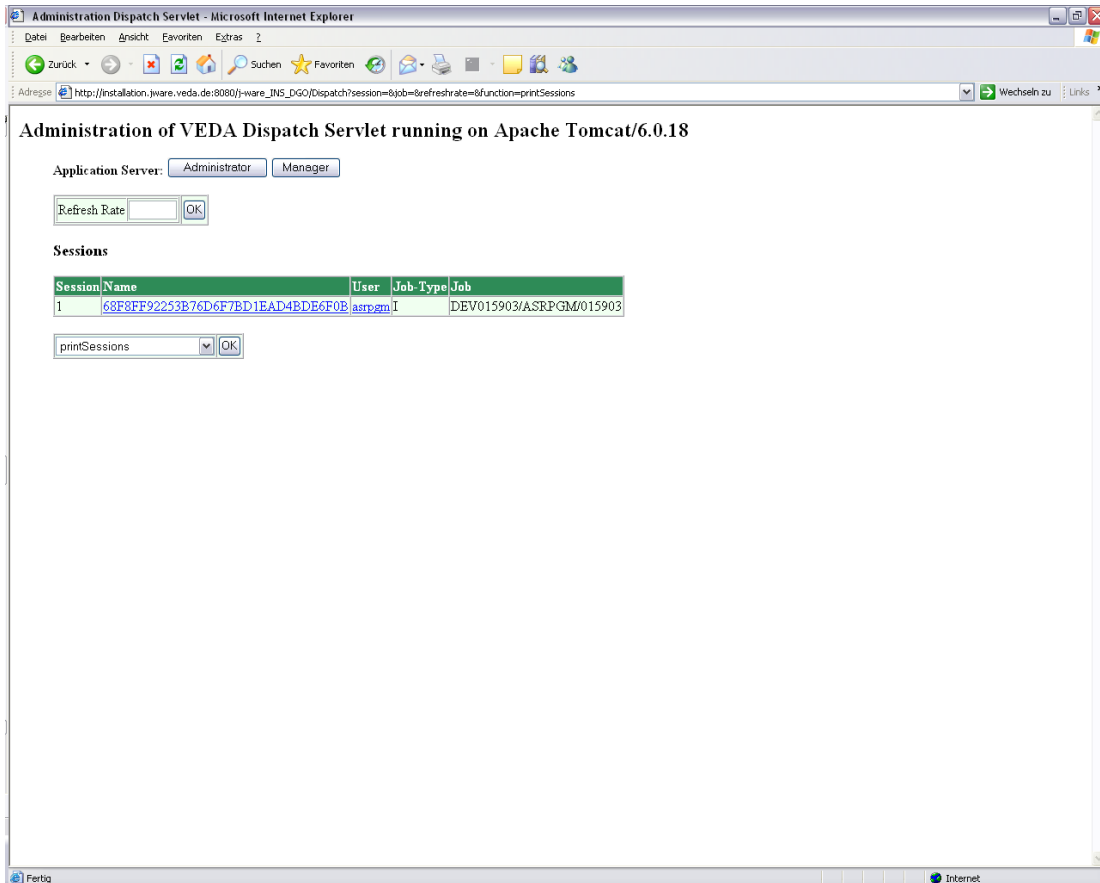 Administration Dispatch Servlet - Microsoft Internet Explorer
Datei Bearbeiten Ansicht Favoriten Extras ?
Zurück Suchen Favoriten
Adresse http://installation.jware.veda.de:8080/j-ware_INS_DGO/Dispatch?session=&job=&refreshrate=&function=printSessions Wechseln zu Links
Administration of VEDA Dispatch Servlet running on Apache Tomcat/6.0.18
Application Server: Administrator Manager
Refresh Rate OK
Sessions
Session Name User Job-Type Job
1 68F8FF92253B76D6F7BD1EAD4BDE6F0B asrpgm I DEV015903/ASRPGM/015903
printSessions OK
Fertig Internet